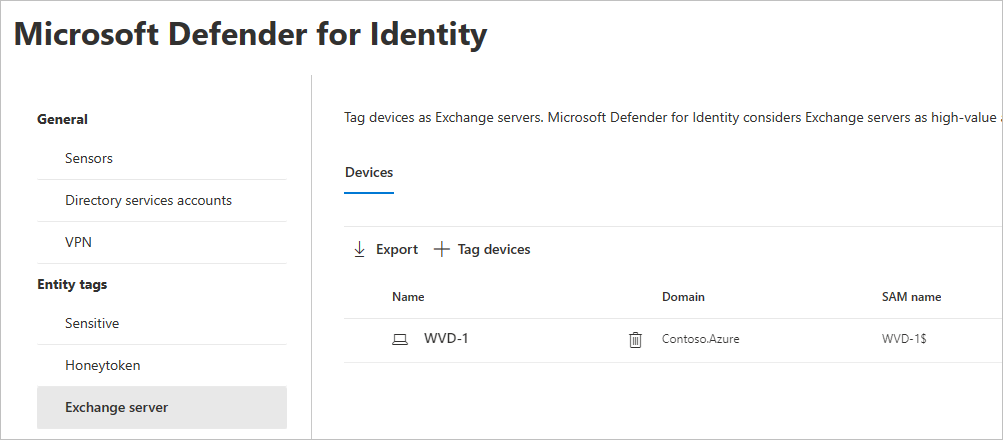 Microsoft Defender for Identity
General
Sensors
Directory services accounts
VPN
Entity tags
Sensitive
Honeytoken
Exchange server
Tag devices as Exchange servers. Microsoft Defender for Identity considers Exchange servers as high-value
Devices
Export Tag devices
Name Domain SAM name
WVD-1 Contoso.Azure WVD-1$